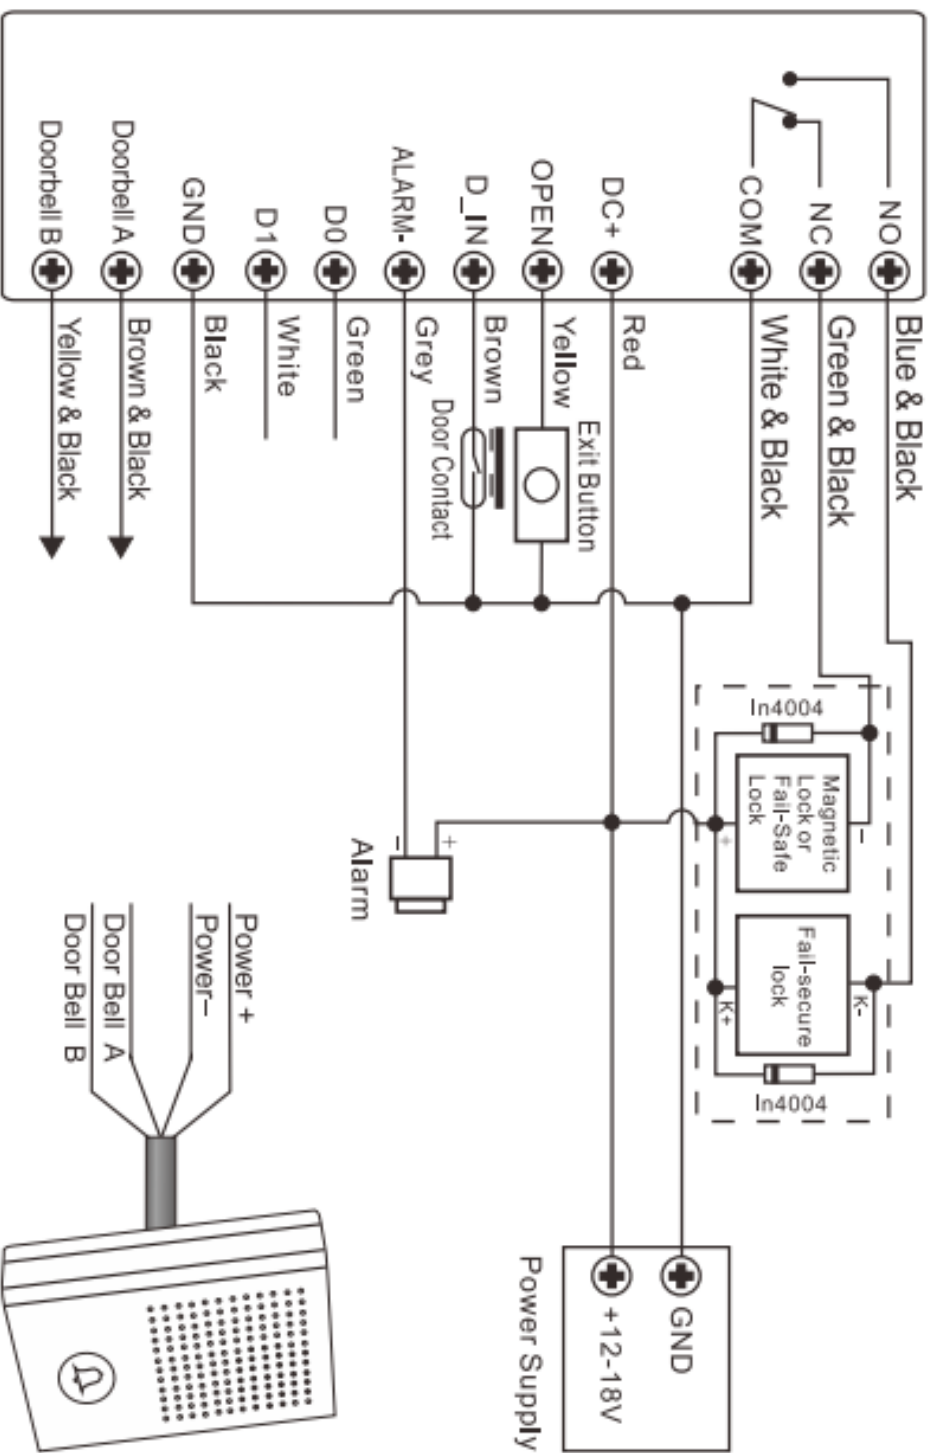 NO
NC
COM
DC+
OPEN
D_IN
ALARM-
D0
D1
GND
Doorbell A
Doorbell B
Blue & Black
Green & Black
White & Black
Red
Yellow
Brown
Grey
Green
White
Black
Brown & Black
Yellow & Black
Exit Button
Door Contact
In4004
Magnetic
Lock or
Fail-Safe
Lock
-
+
Fail-secure
lock
K-
K+
In4004
+
-
Alarm
GND
+12-18V
Power Supply
Power +
Power–
Door Bell A
Door Bell B